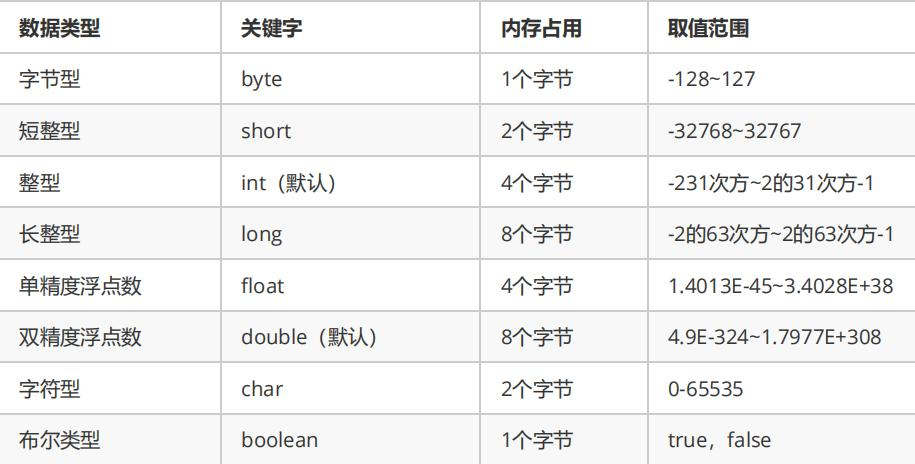 数据类型 关键字 内存占用 取值范围
字节型 byte 1个字节 -128~127
短整型 short 2个字节 -32768~32767
整型 int（默认） 4个字节 -231次方~2的31次方-1
长整型 long 8个字节 -2的63次方~2的63次方-1
单精度浮点数 float 4个字节 1.4013E-45~3.4028E+38
双精度浮点数 double（默认） 8个字节 4.9E-324~1.7977E+308
字符型 char 2个字节 0-65535
布尔类型 boolean 1个字节 true，false